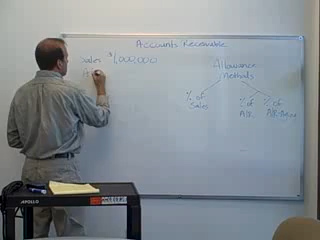 Accounts Receivable
Sales $1,000,000
A
Allowance
Methods
% of
Sales
% of
A/R
% of
A/R-Aging
APOLLO